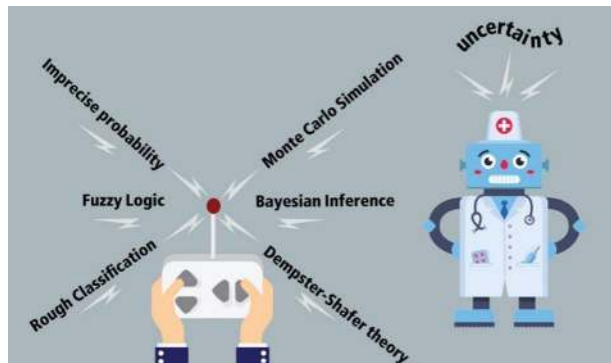 uncertainty
Imprecise probability
Monte Carlo Simulation
Fuzzy Logic
Bayesian Inference
Rough Classification
Dempster-Shafer theory